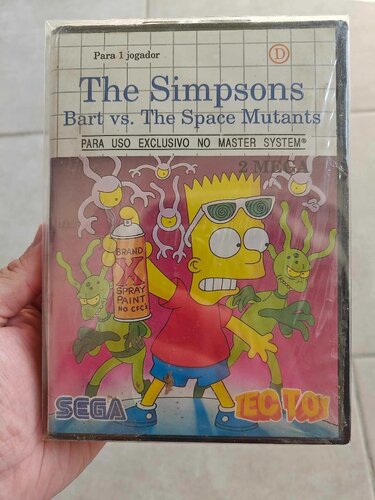 Para 1 jogador
D
The Simpsons
Bart vs. The Space Mutants
PARA USO EXCLUSIVO NO MASTER SYSTEM®
2 MEGA
BRAND
X
SPRAY
PAINT
NO CFC'S
SEGA
TEC TOY